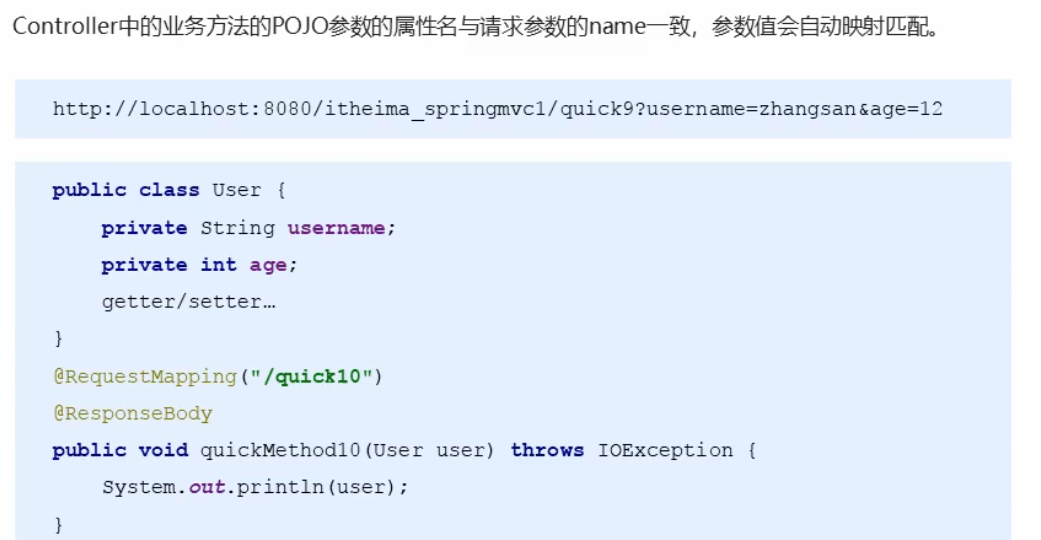 Controller中的业务方法的POJO参数的属性名与请求参数的name一致，参数值会自动映射匹配。
http://localhost:8080/itheima_springmvc1/quick9?username=zhangsan&age=12
public class User {
    private String username;
    private int age;
    getter/setter…
}
@RequestMapping("/quick10")
@ResponseBody
public void quickMethod10(User user) throws IOException {
    System.out.println(user);
}